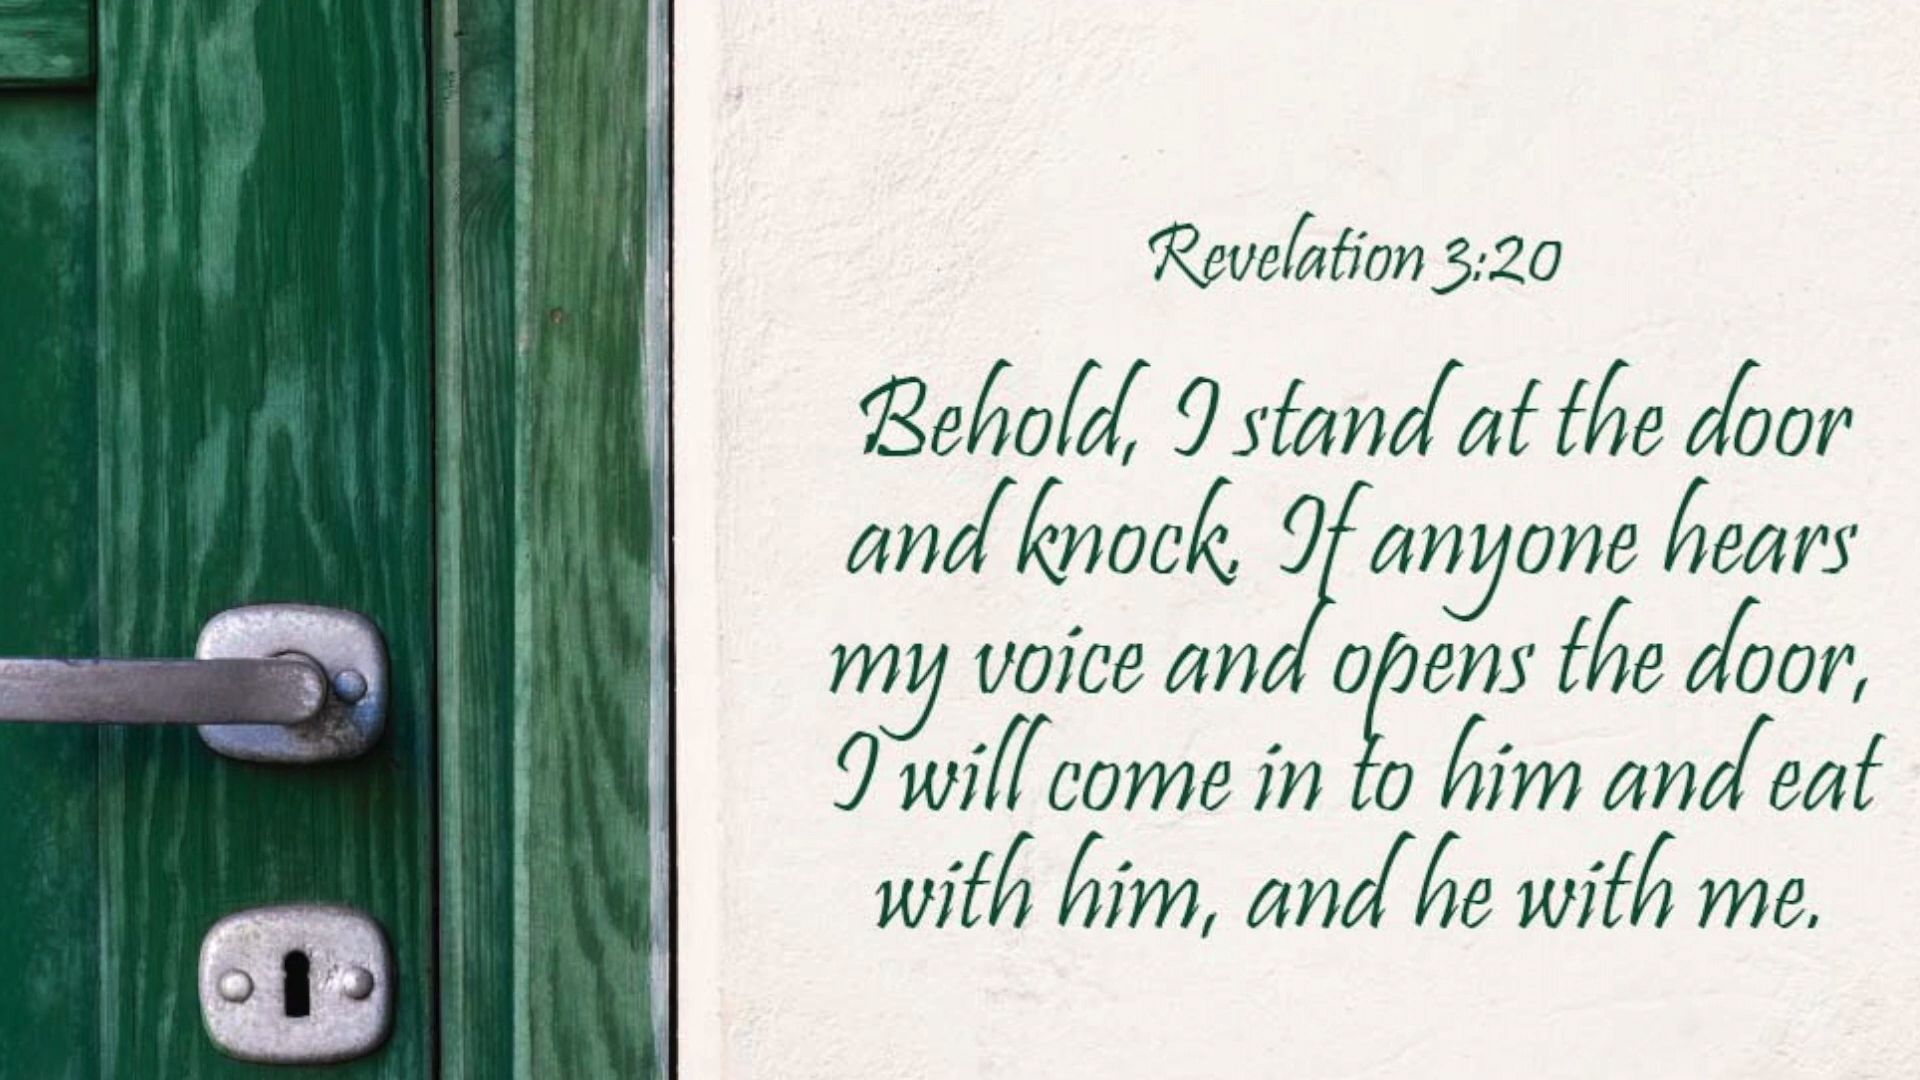 Revelation 3:20
Behold, I stand at the door
and knock. If anyone hears
my voice and opens the door,
I will come in to him and eat
with him, and he with me.